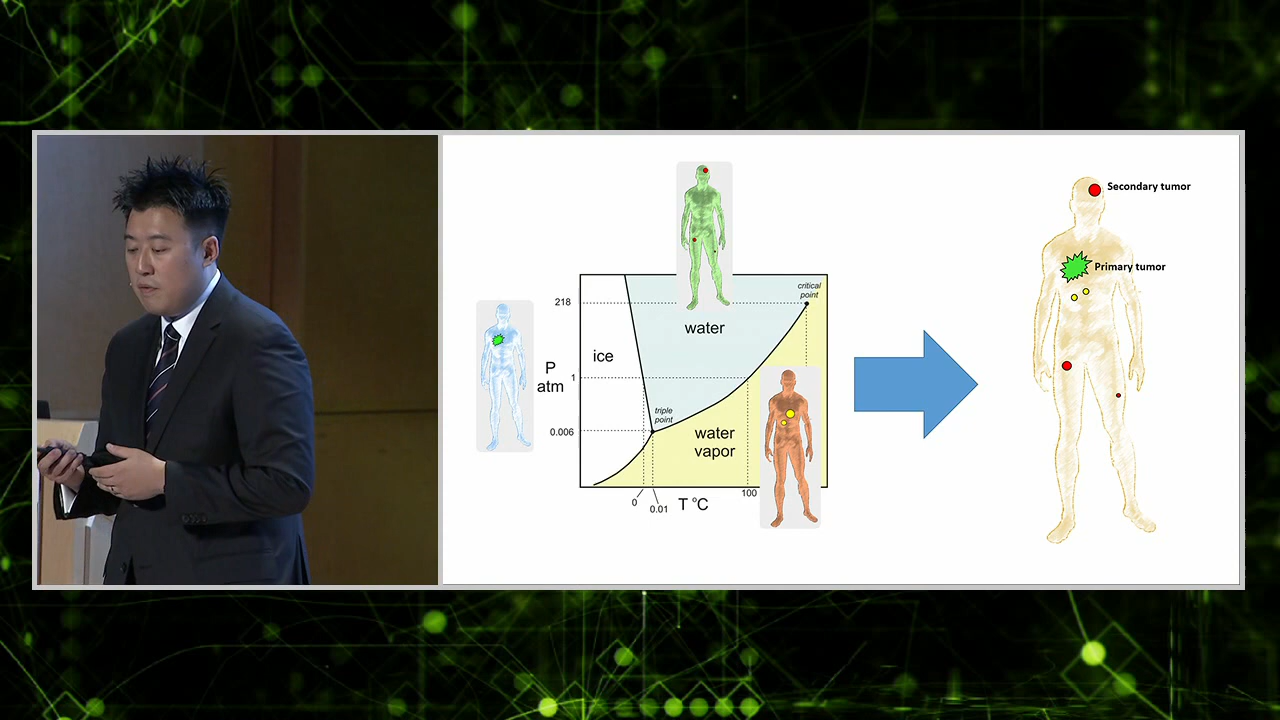 Secondary tumor
Primary tumor
critical
point
218
water
ice
P
atm
1
triple
point
0.006
water
vapor
0
0.01
T °C
100